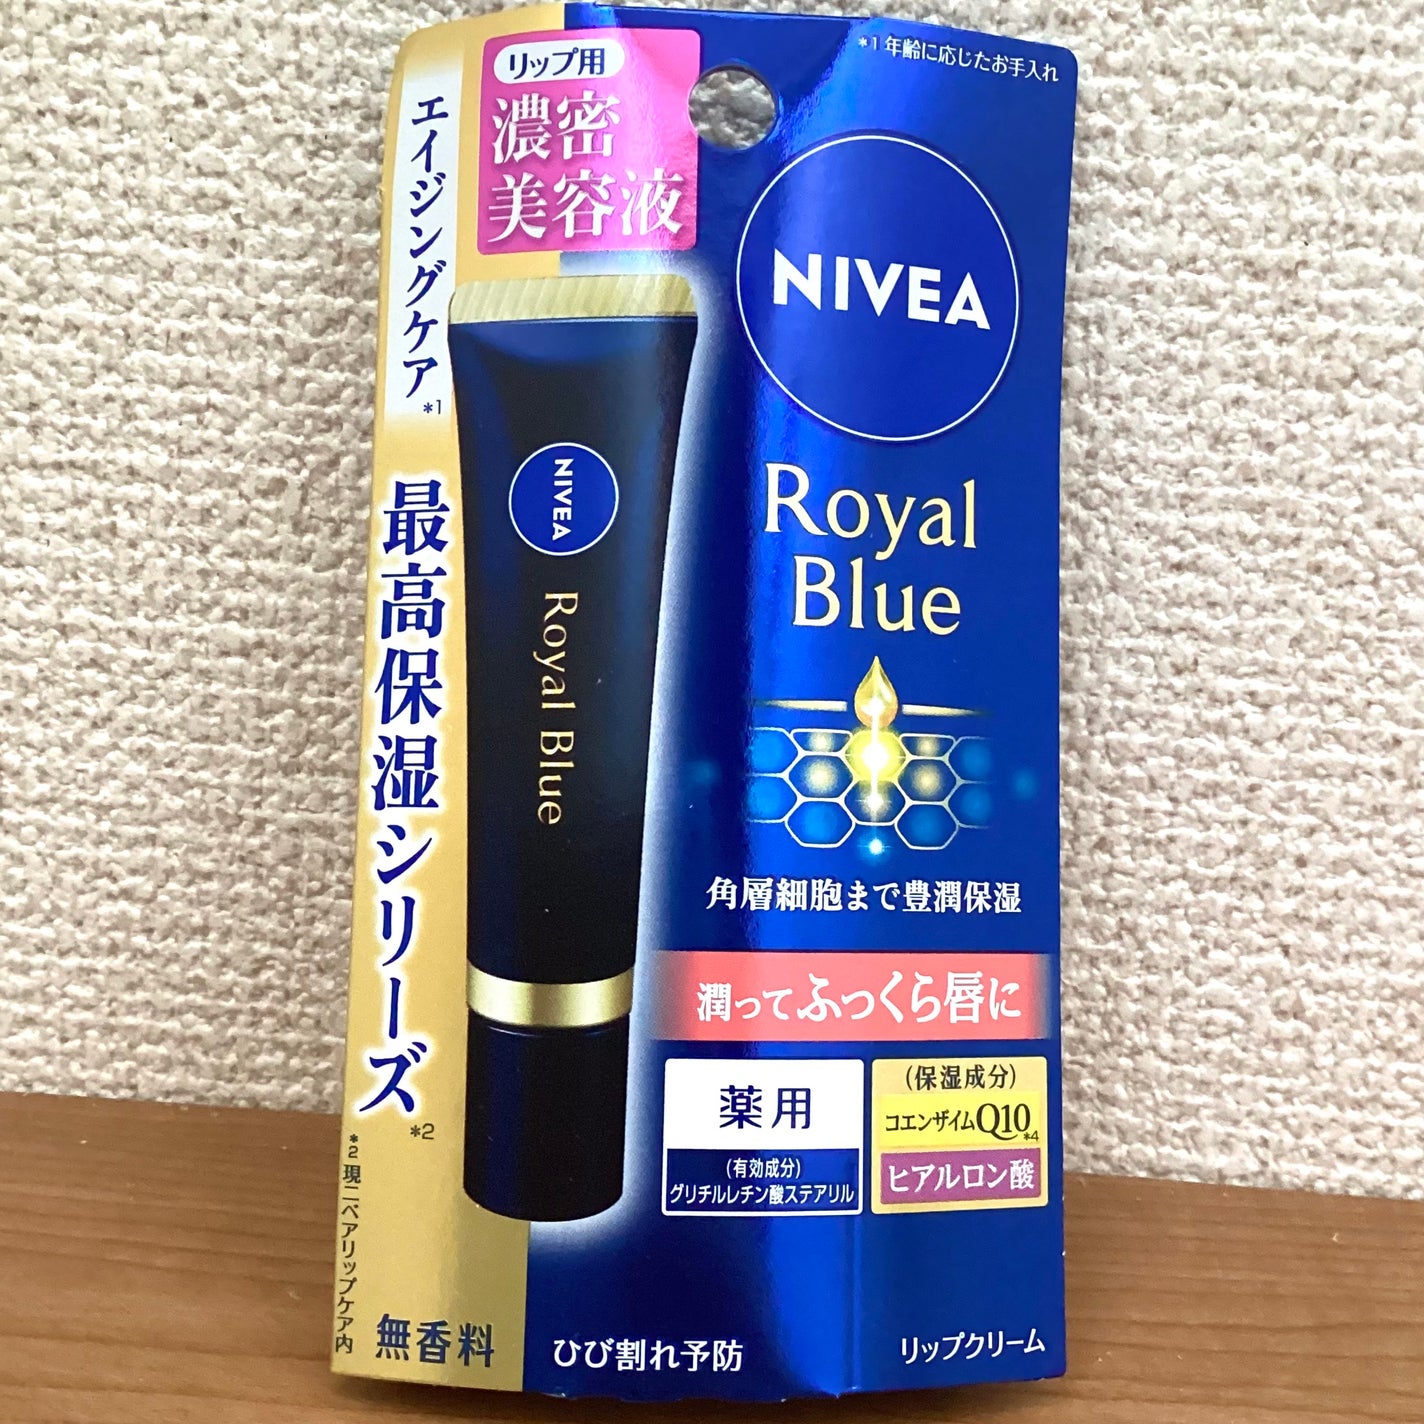 エイジングケア*1
最高保湿シリーズ*2
*2 現ニベアリップケア内
無香料
リップ用
濃密
美容液
NIVEA
Royal Blue
*1 年齢に応じたお手入れ
NIVEA
Royal
Blue
角層細胞まで豊潤保湿
潤ってふっくら唇に
薬用
(有効成分)
グリチルレチン酸ステアリル
(保湿成分)
コエンザイムQ10*4
ヒアルロン酸
ひび割れ予防
リップクリーム